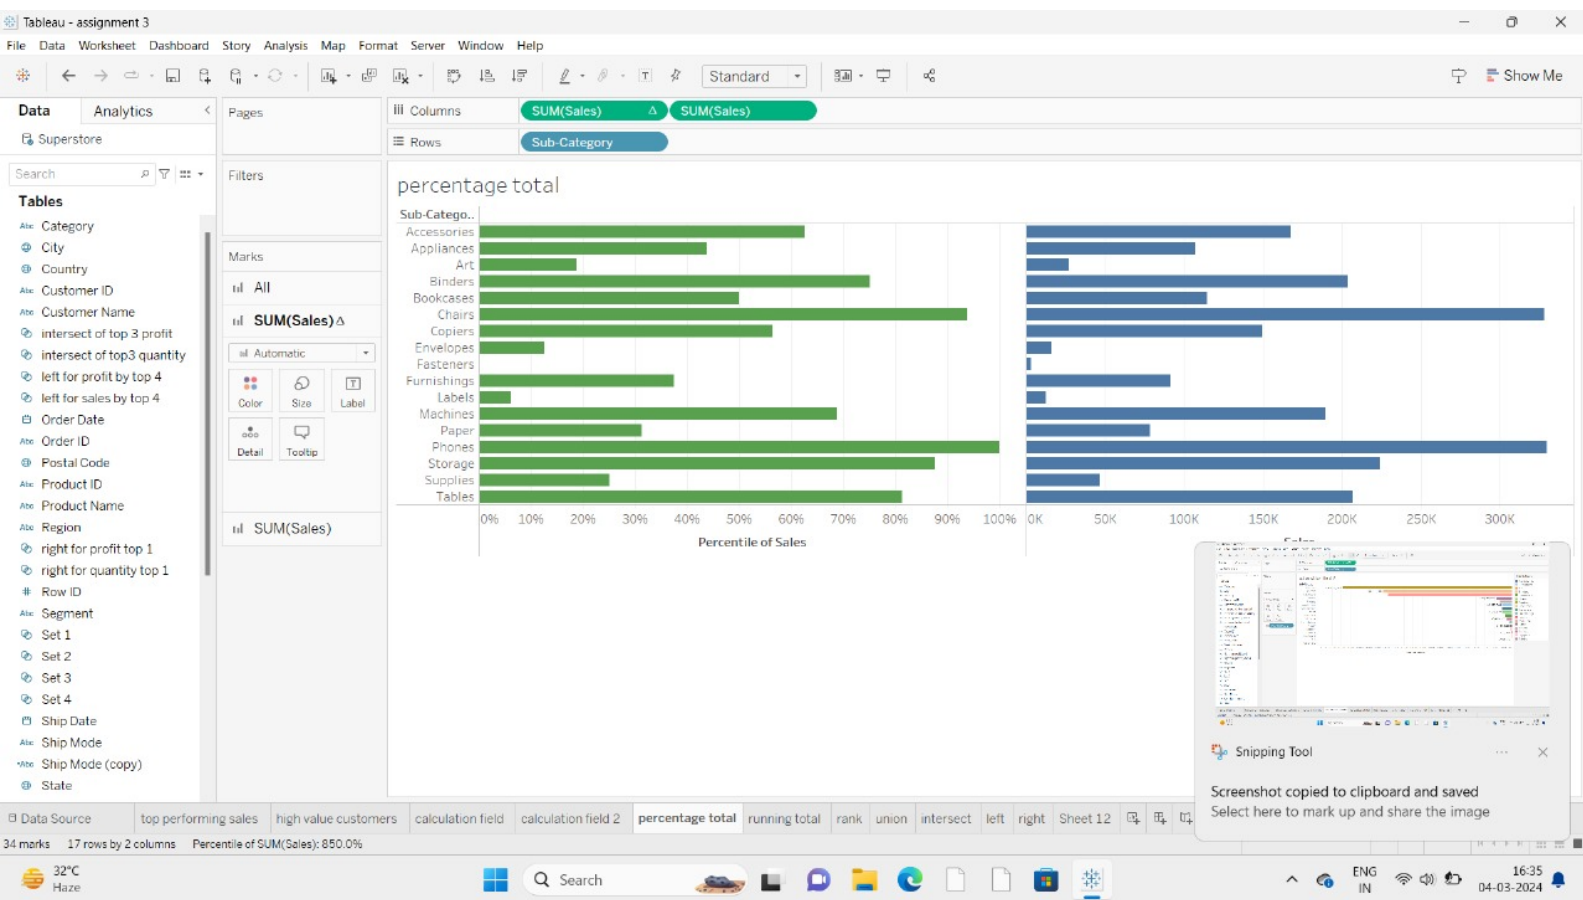 Tableau - assignment 3
File Data Worksheet Dashboard Story Analysis Map Format Server Window Help
Standard
Show Me
Data Analytics
Pages
Columns SUM(Sales) Δ SUM(Sales)
Superstore
Rows Sub-Category
Search
Filters
percentage total
Tables
Sub-Catego..
Abc Category
City
Country
Abc Customer ID
Abc Customer Name
intersect of top 3 profit
intersect of top3 quantity
left for profit by top 4
left for sales by top 4
Order Date
Abc Order ID
Postal Code
Abc Product ID
Abc Product Name
Abc Region
right for profit top 1
right for quantity top 1
# Row ID
Abc Segment
Set 1
Set 2
Set 3
Set 4
Ship Date
Abc Ship Mode
Abc Ship Mode (copy)
State
Marks
All
SUM(Sales) Δ
Automatic
Color Size Label
Detail Tooltip
SUM(Sales)
Accessories
Appliances
Art
Binders
Bookcases
Chairs
Copiers
Envelopes
Fasteners
Furnishings
Labels
Machines
Paper
Phones
Storage
Supplies
Tables
0% 10% 20% 30% 40% 50% 60% 70% 80% 90% 100% 0K 50K 100K 150K 200K 250K 300K
Percentile of Sales
Snipping Tool
Screenshot copied to clipboard and saved
Select here to mark up and share the image
Data Source top performing sales high value customers calculation field calculation field 2 percentage total running total rank union intersect left right Sheet 12
34 marks 17 rows by 2 columns Percentile of SUM(Sales): 850.0%
32°C
Haze
Search
ENG
IN
16:35
04-03-2024